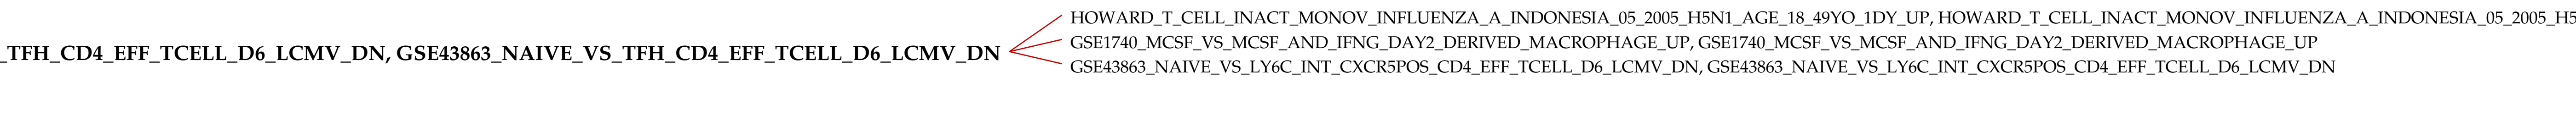 HOWARD_T_CELL_INACT_MONOV_INFLUENZA_A_INDONESIA_05_2005_H5N1_AGE_18_49YO_1DY_UP, HOWARD_T_CELL_INACT_MONOV_INFLUENZA_A_INDONESIA_05_2005_H5
GSE1740_MCSF_VS_MCSF_AND_IFNG_DAY2_DERIVED_MACROPHAGE_UP, GSE1740_MCSF_VS_MCSF_AND_IFNG_DAY2_DERIVED_MACROPHAGE_UP
_TFH_CD4_EFF_TCELL_D6_LCMV_DN, GSE43863_NAIVE_VS_TFH_CD4_EFF_TCELL_D6_LCMV_DN
GSE43863_NAIVE_VS_LY6C_INT_CXCR5POS_CD4_EFF_TCELL_D6_LCMV_DN, GSE43863_NAIVE_VS_LY6C_INT_CXCR5POS_CD4_EFF_TCELL_D6_LCMV_DN